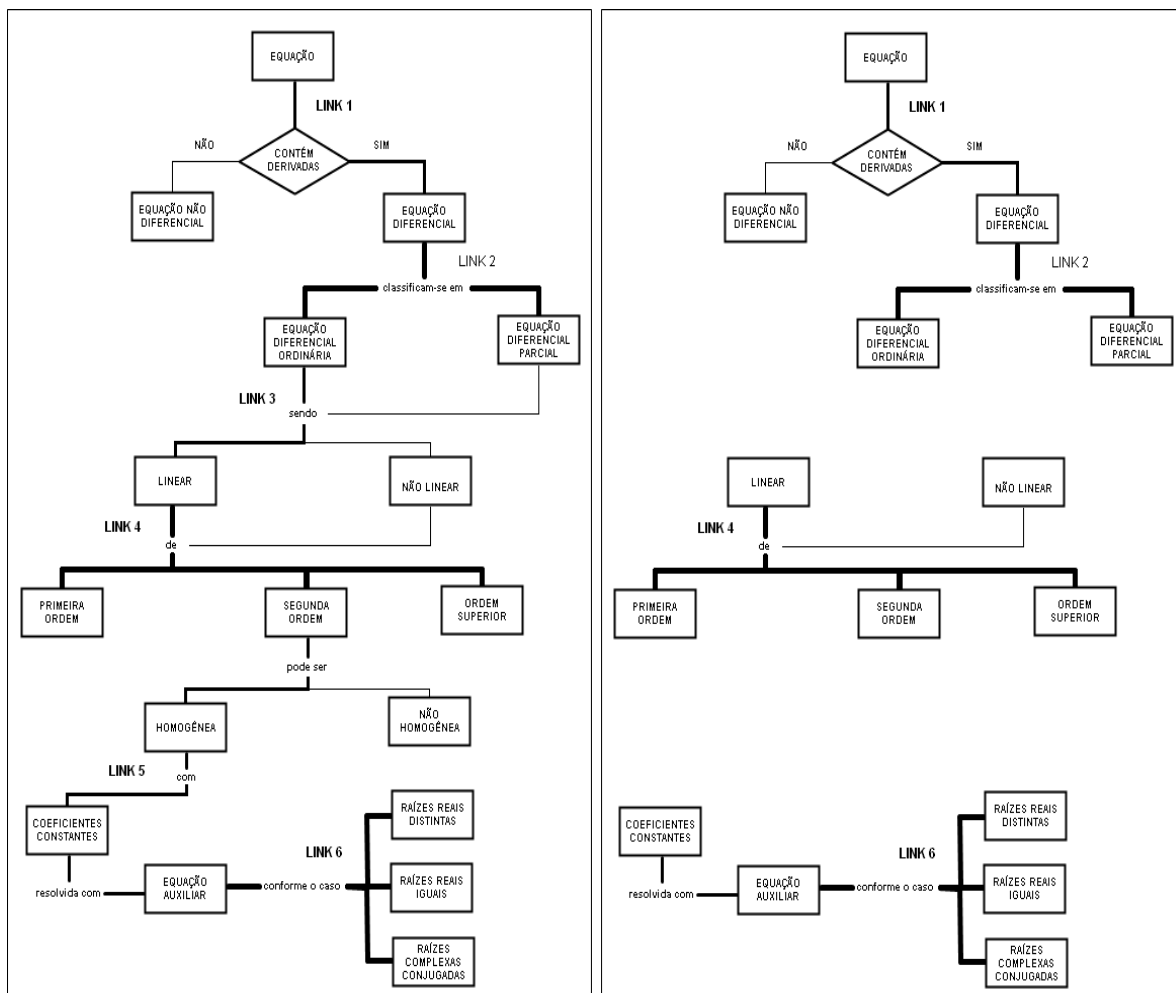 EQUAÇÃO
LINK 1
NÃO
CONTÉM
DERIVADAS
SIM
EQUAÇÃO NÃO
DIFERENCIAL
EQUAÇÃO
DIFERENCIAL
LINK 2
classificam-se em
EQUAÇÃO
DIFERENCIAL
ORDINÁRIA
EQUAÇÃO
DIFERENCIAL
PARCIAL
LINK 3
sendo
LINEAR
NÃO LINEAR
LINK 4
de
PRIMEIRA
ORDEM
SEGUNDA
ORDEM
ORDEM
SUPERIOR
pode ser
HOMOGÊNEA
NÃO
HOMOGÊNEA
LINK 5
com
COEFICIENTES
CONSTANTES
resolvida com
EQUAÇÃO
AUXILIAR
LINK 6
conforme o caso
RAÍZES REAIS
DISTINTAS
RAÍZES REAIS
IGUAIS
RAÍZES
COMPLEXAS
CONJUGADAS
EQUAÇÃO
LINK 1
NÃO
CONTÉM
DERIVADAS
SIM
EQUAÇÃO NÃO
DIFERENCIAL
EQUAÇÃO
DIFERENCIAL
LINK 2
classificam-se em
EQUAÇÃO
DIFERENCIAL
ORDINÁRIA
EQUAÇÃO
DIFERENCIAL
PARCIAL
LINEAR
NÃO LINEAR
LINK 4
de
PRIMEIRA
ORDEM
SEGUNDA
ORDEM
ORDEM
SUPERIOR
COEFICIENTES
CONSTANTES
resolvida com
EQUAÇÃO
AUXILIAR
LINK 6
conforme o caso
RAÍZES REAIS
DISTINTAS
RAÍZES REAIS
IGUAIS
RAÍZES
COMPLEXAS
CONJUGADAS